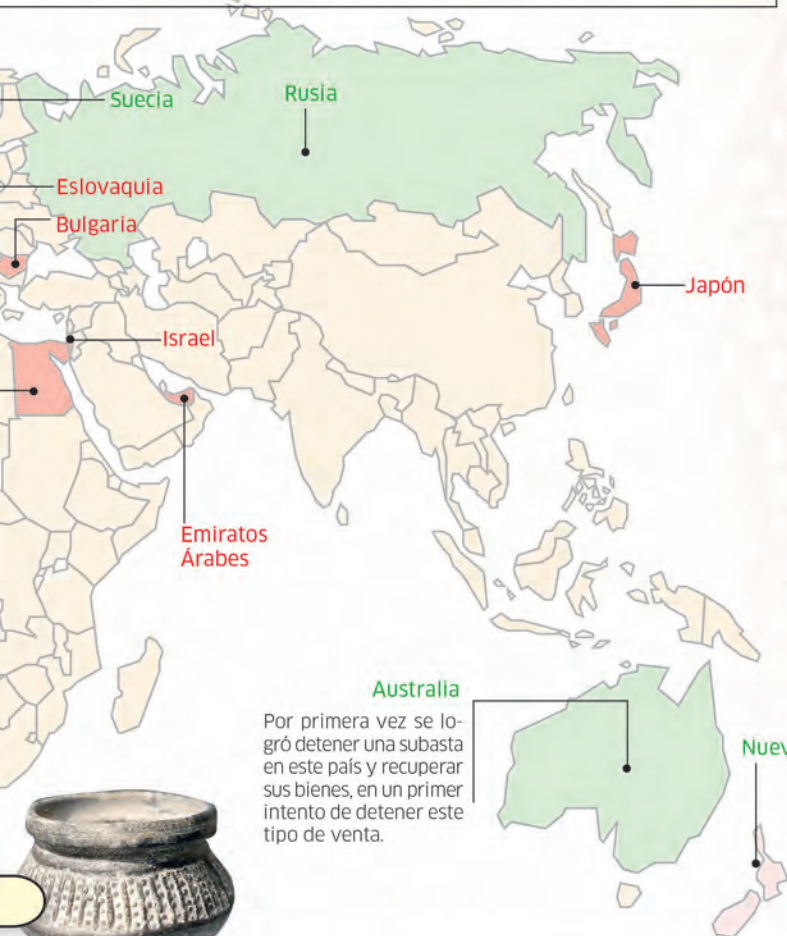 Suecia
Rusia
Eslovaquia
Bulgaria
Japón
Israel
Emiratos
Árabes
Australia
Por primera vez se lo-
gró detener una subasta
en este país y recuperar
sus bienes, en un primer
intento de detener este
tipo de venta.